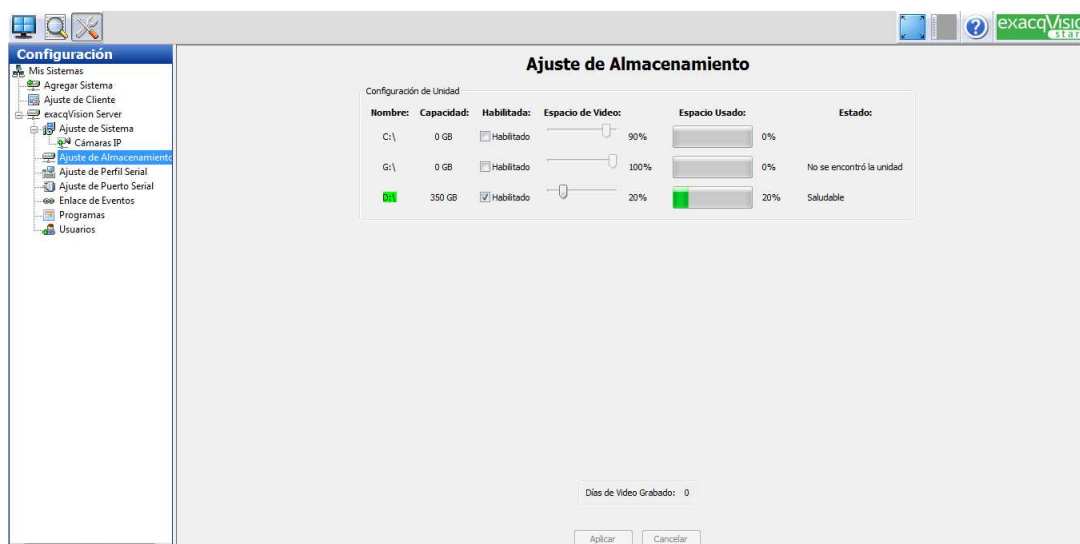 exacqVisio
star
Configuración
Mis Sistemas
Agregar Sistema
Ajuste de Cliente
exacqVision Server
Ajuste de Sistema
Cámaras IP
Ajuste de Almacenamiento
Ajuste de Perfil Serial
Ajuste de Puerto Serial
Enlace de Eventos
Programas
Usuarios
Ajuste de Almacenamiento
Configuración de Unidad
Nombre: Capacidad: Habilitada: Espacio de Video: Espacio Usado: Estado:
C:\ 0 GB Habilitado 90% 0%
G:\ 0 GB Habilitado 100% 0% No se encontró la unidad
D:\ 350 GB Habilitado 20% 20% Saludable
Días de Video Grabado: 0
Aplicar Cancelar